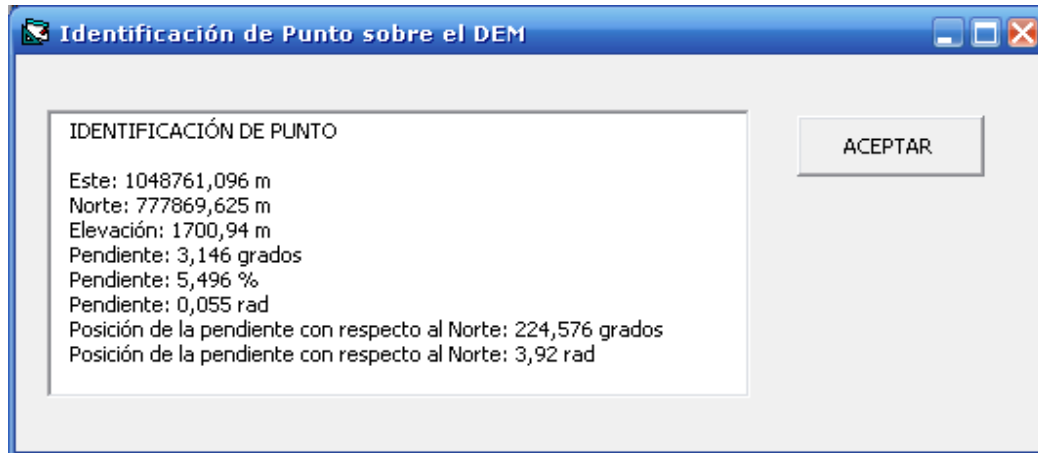 Identificación de Punto sobre el DEM
IDENTIFICACIÓN DE PUNTO
ACEPTAR
Este: 1048761,096 m
Norte: 777869,625 m
Elevación: 1700,94 m
Pendiente: 3,146 grados
Pendiente: 5,496 %
Pendiente: 0,055 rad
Posición de la pendiente con respecto al Norte: 224,576 grados
Posición de la pendiente con respecto al Norte: 3,92 rad